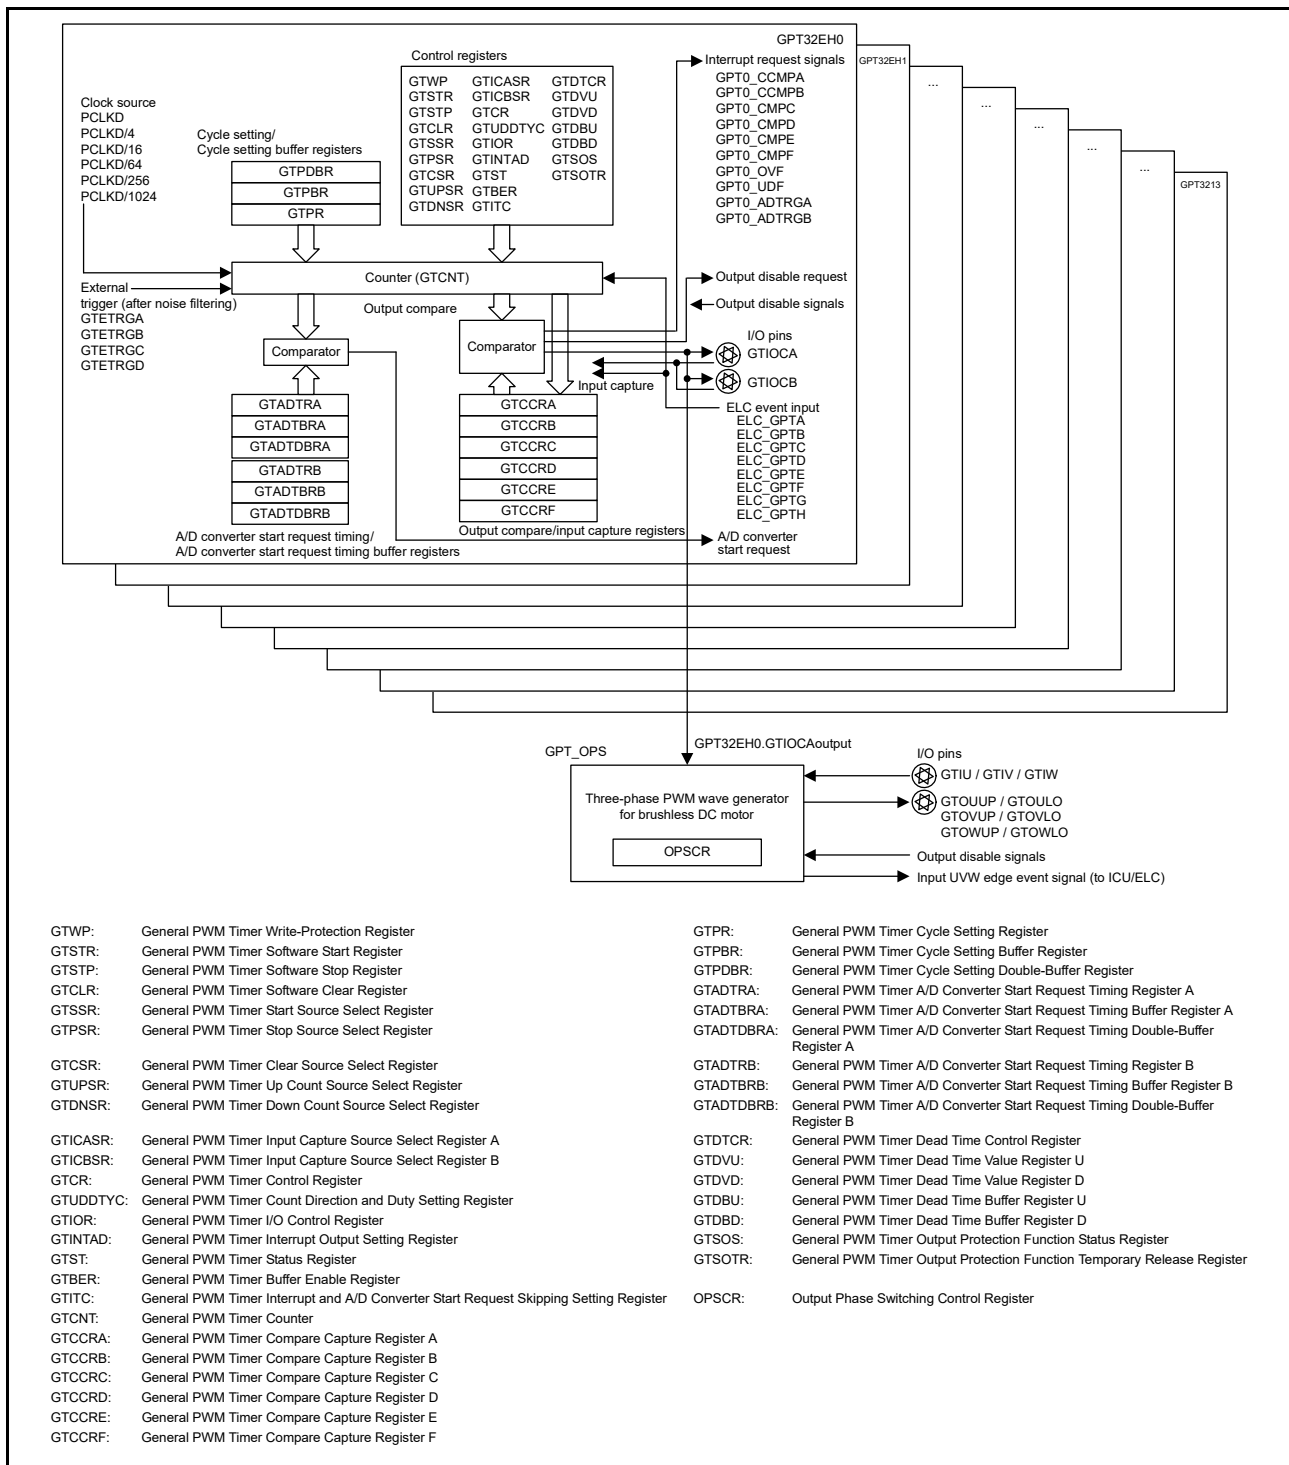 GPT32EH0
GPT32EH1
...
...
...
...
...
GPT3213
Clock source
PCLKD
PCLKD/4
PCLKD/16
PCLKD/64
PCLKD/256
PCLKD/1024
Cycle setting/
Cycle setting buffer registers
GTPDBR
GTPBR
GTPR
Control registers
GTWP GTICASR GTDTCR
GTSTR GTICBSR GTDVU
GTSTP GTCR GTDVD
GTCLR GTUDDTYC GTDBU
GTSSR GTIOR GTDBD
GTPSR GTINTAD GTSOS
GTCSR GTST GTSOTR
GTUPSR GTBER
GTDNSR GTITC
Interrupt request signals
GPT0_CCMPA
GPT0_CCMPB
GPT0_CMPC
GPT0_CMPD
GPT0_CMPE
GPT0_CMPF
GPT0_OVF
GPT0_UDF
GPT0_ADTRGA
GPT0_ADTRGB
Counter (GTCNT)
External
trigger (after noise filtering)
GTETRGA
GTETRGB
GTETRGC
GTETRGD
Output compare
Comparator
Comparator
Output disable request
Output disable signals
I/O pins
GTIOCA
GTIOCB
Input capture
ELC event input
ELC_GPTA
ELC_GPTB
ELC_GPTC
ELC_GPTD
ELC_GPTE
ELC_GPTF
ELC_GPTG
ELC_GPTH
GTADTRA
GTADTBRA
GTADTDBRA
GTADTRB
GTADTBRB
GTADTDBRB
GTCCRA
GTCCRB
GTCCRC
GTCCRD
GTCCRE
GTCCRF
A/D converter start request timing/
A/D converter start request timing buffer registers
Output compare/input capture registers
A/D converter
start request
GPT32EH0.GTIOCAoutput
GPT_OPS
Three-phase PWM wave generator
for brushless DC motor
OPSCR
I/O pins
GTIU / GTIV / GTIW
GTOUUP / GTOULO
GTOVUP / GTOVLO
GTOWUP / GTOWLO
Output disable signals
Input UVW edge event signal (to ICU/ELC)
GTWP: General PWM Timer Write-Protection Register
GTSTR: General PWM Timer Software Start Register
GTSTP: General PWM Timer Software Stop Register
GTCLR: General PWM Timer Software Clear Register
GTSSR: General PWM Timer Start Source Select Register
GTPSR: General PWM Timer Stop Source Select Register
GTCSR: General PWM Timer Clear Source Select Register
GTUPSR: General PWM Timer Up Count Source Select Register
GTDNSR: General PWM Timer Down Count Source Select Register
GTICASR: General PWM Timer Input Capture Source Select Register A
GTICBSR: General PWM Timer Input Capture Source Select Register B
GTCR: General PWM Timer Control Register
GTUDDTYC: General PWM Timer Count Direction and Duty Setting Register
GTIOR: General PWM Timer I/O Control Register
GTINTAD: General PWM Timer Interrupt Output Setting Register
GTST: General PWM Timer Status Register
GTBER: General PWM Timer Buffer Enable Register
GTITC: General PWM Timer Interrupt and A/D Converter Start Request Skipping Setting Register
GTCNT: General PWM Timer Counter
GTCCRA: General PWM Timer Compare Capture Register A
GTCCRB: General PWM Timer Compare Capture Register B
GTCCRC: General PWM Timer Compare Capture Register C
GTCCRD: General PWM Timer Compare Capture Register D
GTCCRE: General PWM Timer Compare Capture Register E
GTCCRF: General PWM Timer Compare Capture Register F
GTPR: General PWM Timer Cycle Setting Register
GTPBR: General PWM Timer Cycle Setting Buffer Register
GTPDBR: General PWM Timer Cycle Setting Double-Buffer Register
GTADTRA: General PWM Timer A/D Converter Start Request Timing Register A
GTADTBRA: General PWM Timer A/D Converter Start Request Timing Buffer Register A
GTADTDBRA: General PWM Timer A/D Converter Start Request Timing Double-Buffer
Register A
GTADTRB: General PWM Timer A/D Converter Start Request Timing Register B
GTADTBRB: General PWM Timer A/D Converter Start Request Timing Buffer Register B
GTADTDBRB: General PWM Timer A/D Converter Start Request Timing Double-Buffer
Register B
GTDTCR: General PWM Timer Dead Time Control Register
GTDVU: General PWM Timer Dead Time Value Register U
GTDVD: General PWM Timer Dead Time Value Register D
GTDBU: General PWM Timer Dead Time Buffer Register U
GTDBD: General PWM Timer Dead Time Buffer Register D
GTSOS: General PWM Timer Output Protection Function Status Register
GTSOTR: General PWM Timer Output Protection Function Temporary Release Register
OPSCR: Output Phase Switching Control Register